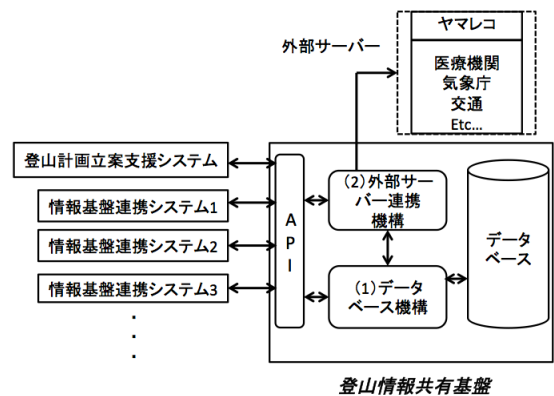 ヤマレコ
外部サーバー
医療機関
気象庁
交通
Etc...
登山計画立案支援システム
情報基盤連携システム1
情報基盤連携システム2
情報基盤連携システム3
・
・
・
API
(2)外部サー
バー連携
機構
(1)データ
ベース機構
データ
ベース
登山情報共有基盤